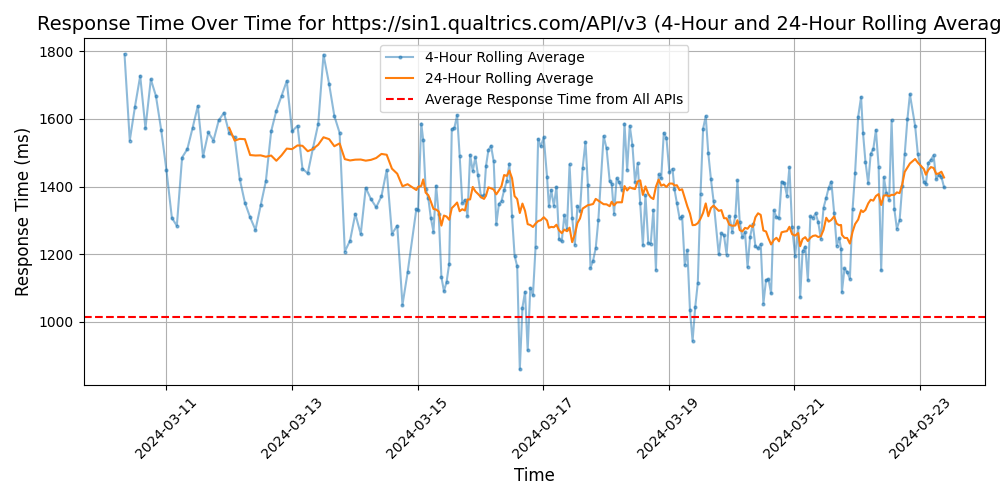 Response Time Over Time for https://sin1.qualtrics.com/API/v3 (4-Hour and 24-Hour Rolling Averag
4-Hour Rolling Average
24-Hour Rolling Average
Average Response Time from All APIs
Response Time (ms)
1800
1600
1400
1200
1000
2024-03-11
2024-03-13
2024-03-15
2024-03-17
2024-03-19
2024-03-21
2024-03-23
Time